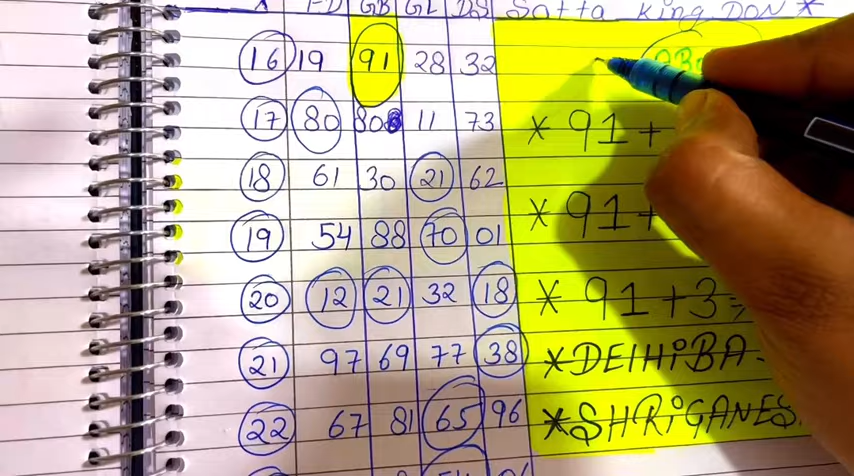 FD GB GL DS Satta King DON *
16 19 91 28 32
17 80 80 11 73 * 91 +
18 61 30 21 62
19 54 88 70 01 * 91 +
20 12 21 32 18 * 91 + 3 =
21 97 69 77 38 * DEIHiBA
22 67 81 65 96 * SHRiGANES